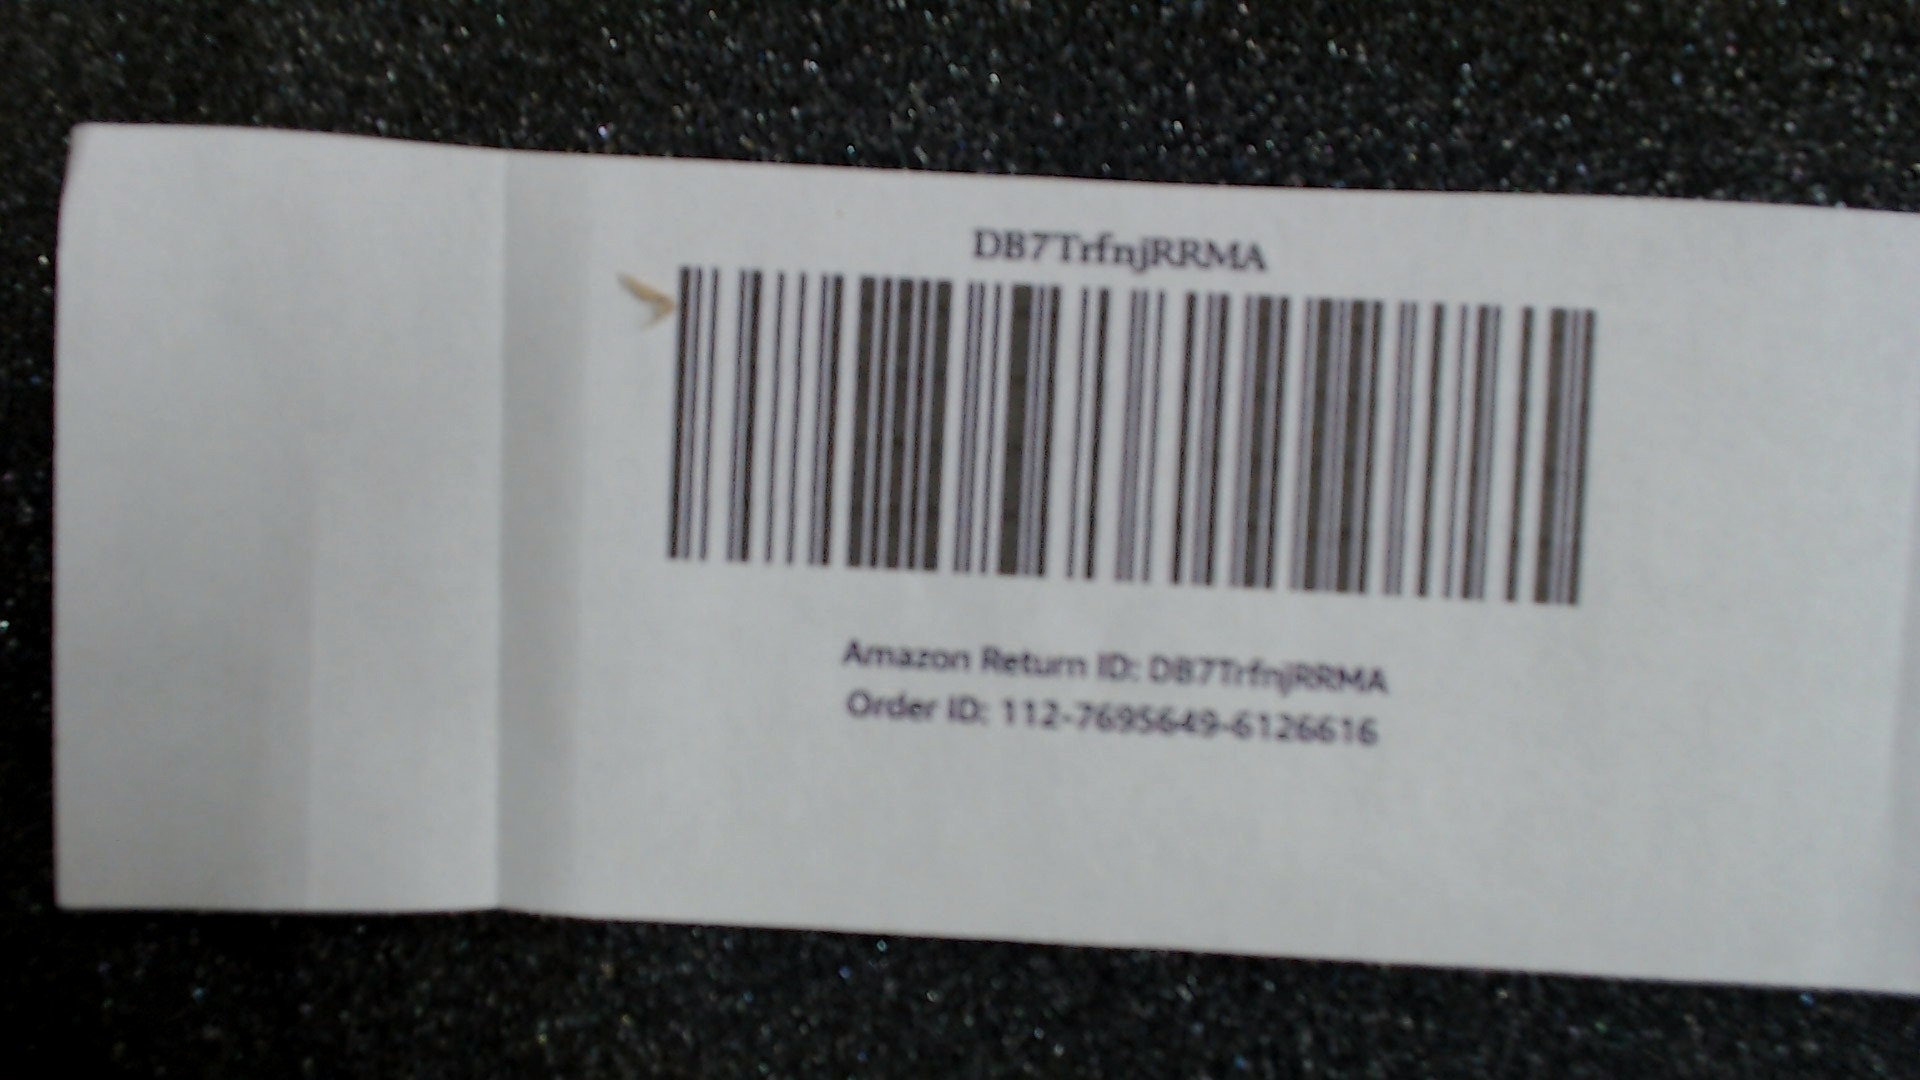 DB7TrfnjRRMA
Amazon Return ID: DB7TrfnjRRMA
Order ID: 112-7695649-6126616